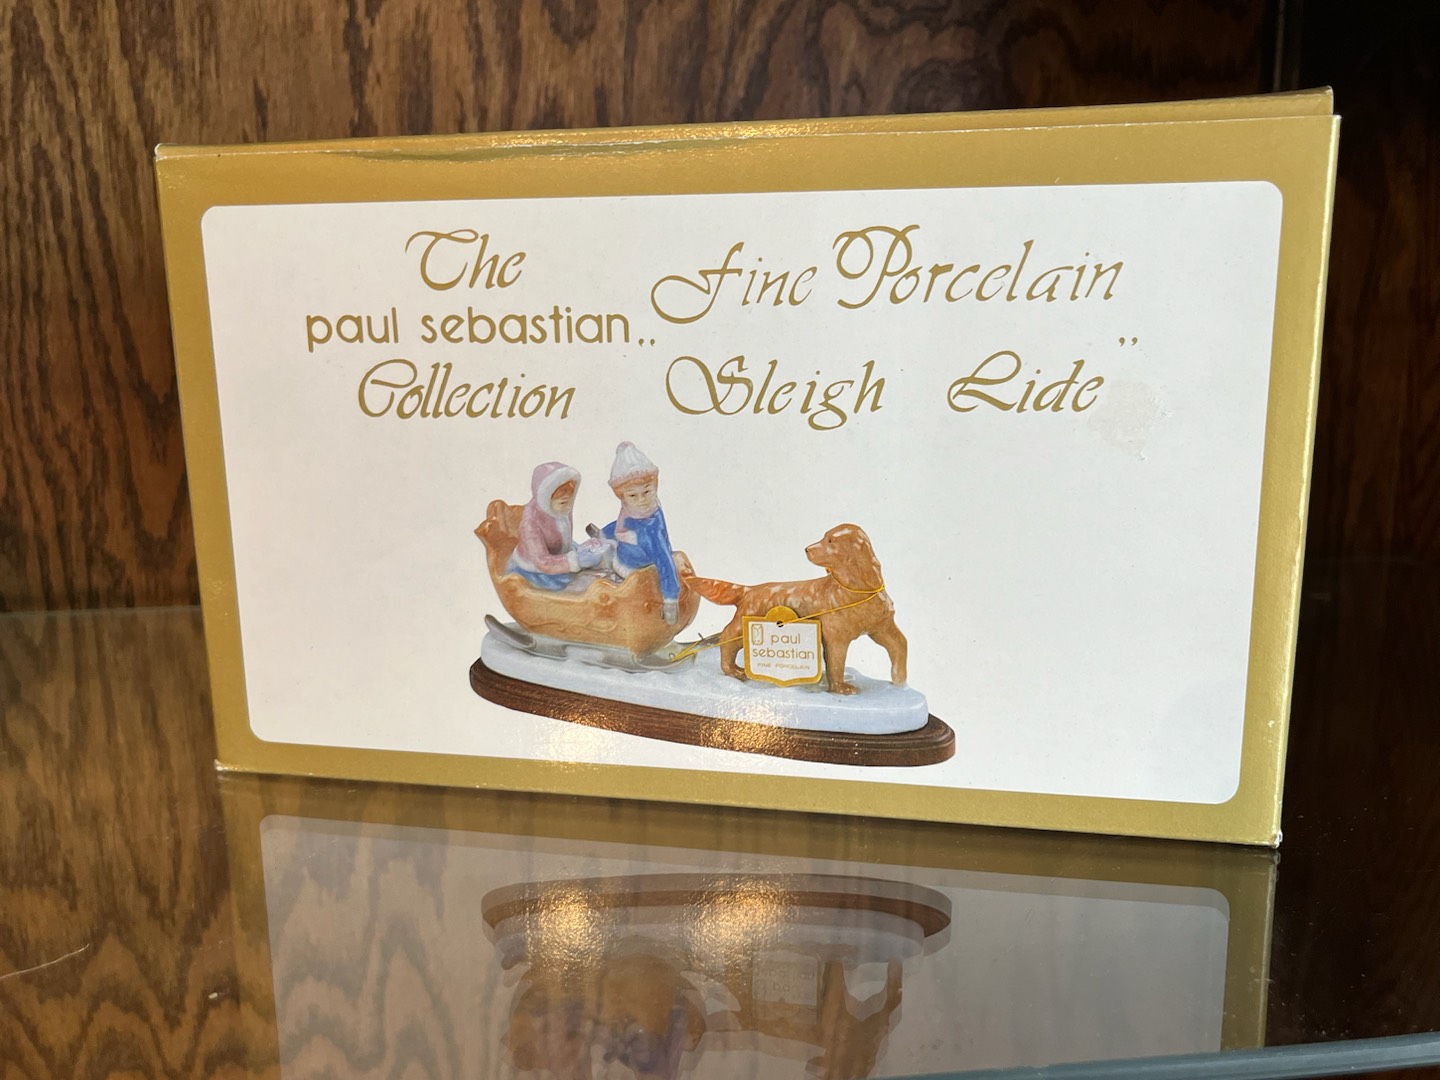 The
paul sebastian,,
Collection
Fine Porcelain
Sleigh Lide ,,
paul
sebastian
FINE PORCELAIN